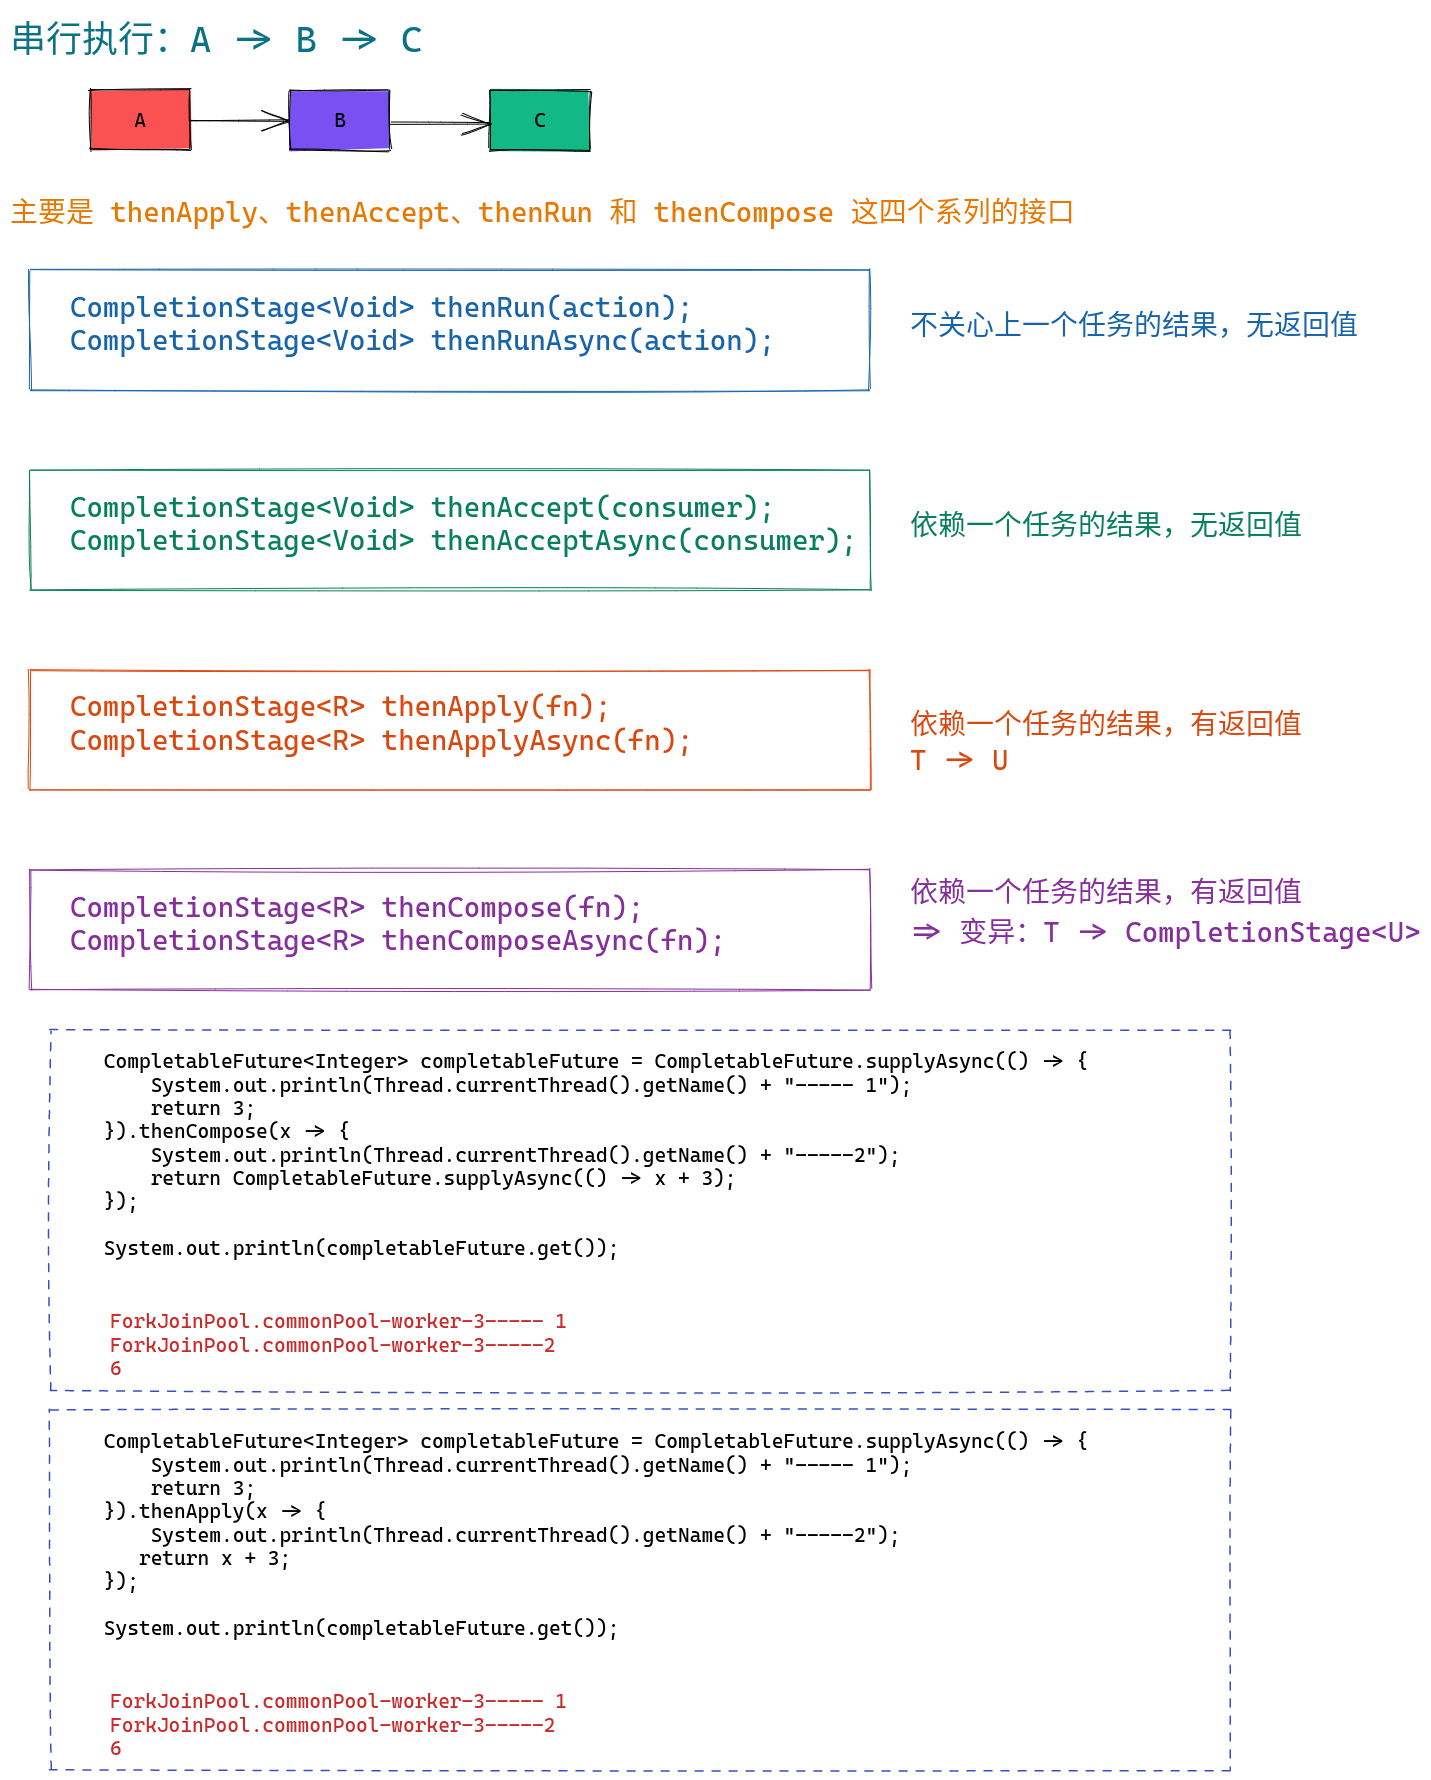 串行执行：A -> B -> C
A
B
C
主要是 thenApply、thenAccept、thenRun 和 thenCompose 这四个系列的接口
CompletionStage<Void> thenRun(action);
CompletionStage<Void> thenRunAsync(action);
不关心上一个任务的结果，无返回值
CompletionStage<Void> thenAccept(consumer);
CompletionStage<Void> thenAcceptAsync(consumer);
依赖一个任务的结果，无返回值
CompletionStage<R> thenApply(fn);
CompletionStage<R> thenApplyAsync(fn);
依赖一个任务的结果，有返回值
T -> U
CompletionStage<R> thenCompose(fn);
CompletionStage<R> thenComposeAsync(fn);
依赖一个任务的结果，有返回值
=> 变异：T -> CompletionStage<U>
CompletableFuture<Integer> completableFuture = CompletableFuture.supplyAsync(() -> {
    System.out.println(Thread.currentThread().getName() + "----- 1");
    return 3;
}).thenCompose(x -> {
    System.out.println(Thread.currentThread().getName() + "-----2");
    return CompletableFuture.supplyAsync(() -> x + 3);
});
System.out.println(completableFuture.get());
ForkJoinPool.commonPool-worker-3----- 1
ForkJoinPool.commonPool-worker-3-----2
6
CompletableFuture<Integer> completableFuture = CompletableFuture.supplyAsync(() -> {
    System.out.println(Thread.currentThread().getName() + "----- 1");
    return 3;
}).thenApply(x -> {
    System.out.println(Thread.currentThread().getName() + "-----2");
   return x + 3;
});
System.out.println(completableFuture.get());
ForkJoinPool.commonPool-worker-3----- 1
ForkJoinPool.commonPool-worker-3-----2
6